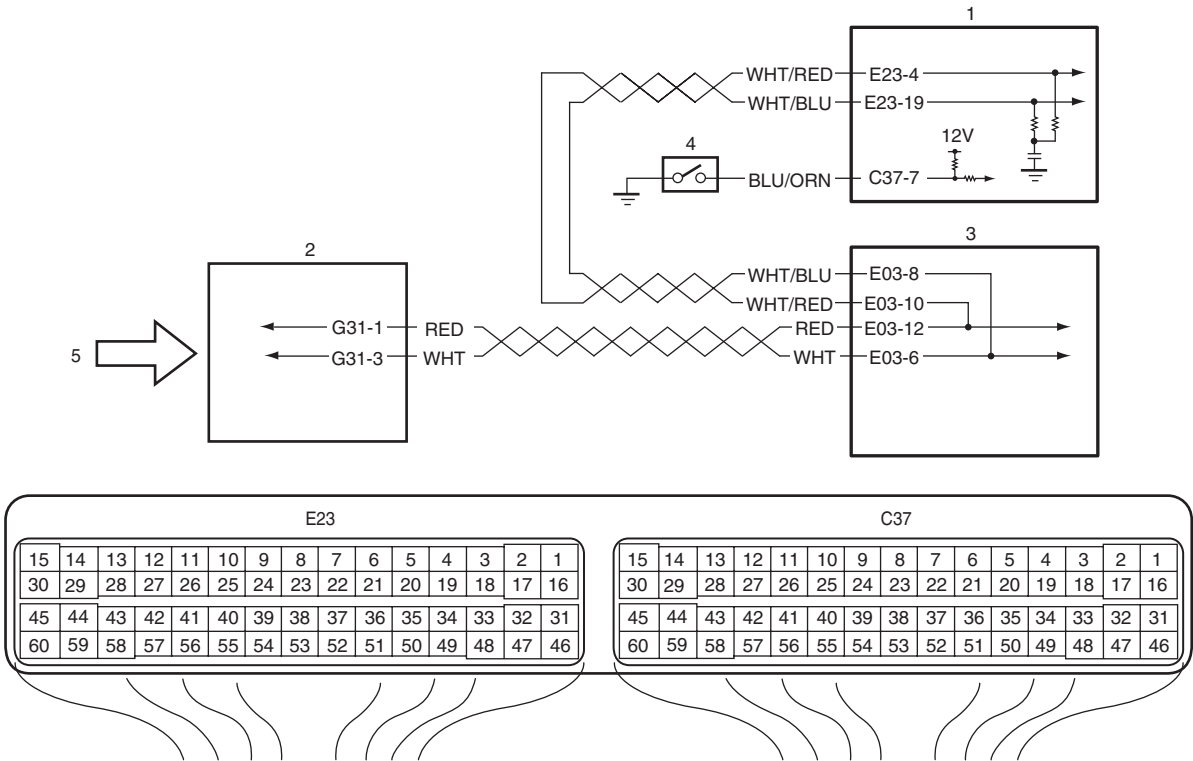 1
WHT/RED E23-4
WHT/BLU E23-19
12V
4
BLU/ORN C37-7
3
2
WHT/BLU E03-8
WHT/RED E03-10
G31-1 RED RED E03-12
5
G31-3 WHT WHT E03-6
E23 C37
15 14 13 12 11 10 9 8 7 6 5 4 3 2 1 15 14 13 12 11 10 9 8 7 6 5 4 3 2 1
30 29 28 27 26 25 24 23 22 21 20 19 18 17 16 30 29 28 27 26 25 24 23 22 21 20 19 18 17 16
45 44 43 42 41 40 39 38 37 36 35 34 33 32 31 45 44 43 42 41 40 39 38 37 36 35 34 33 32 31
60 59 58 57 56 55 54 53 52 51 50 49 48 47 46 60 59 58 57 56 55 54 53 52 51 50 49 48 47 46